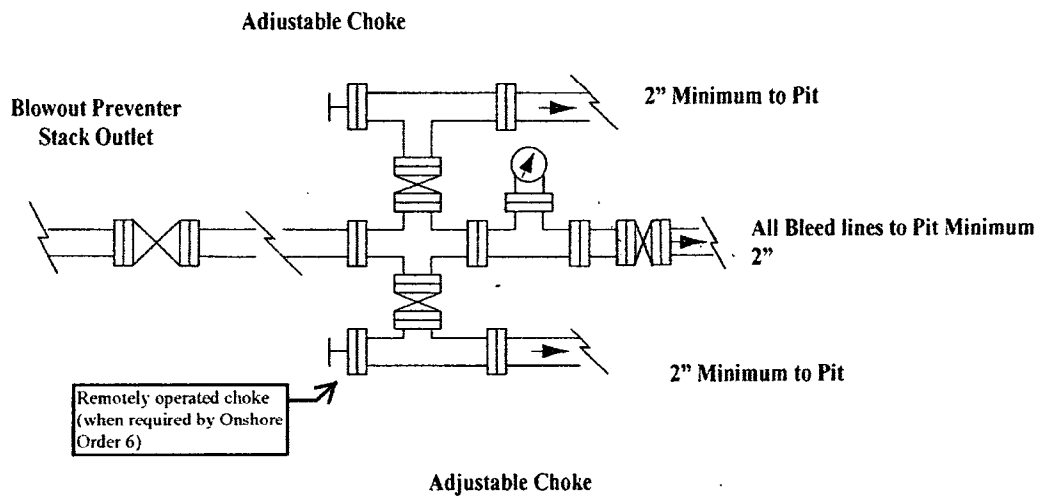 Adiustable Choke
2” Minimum to Pit
Blowout Preventer
Stack Outlet
All Bleed lines to Pit Minimum
2”
2” Minimum to Pit
Remotely operated choke
(when required by Onshore
Order 6)
Adjustable Choke